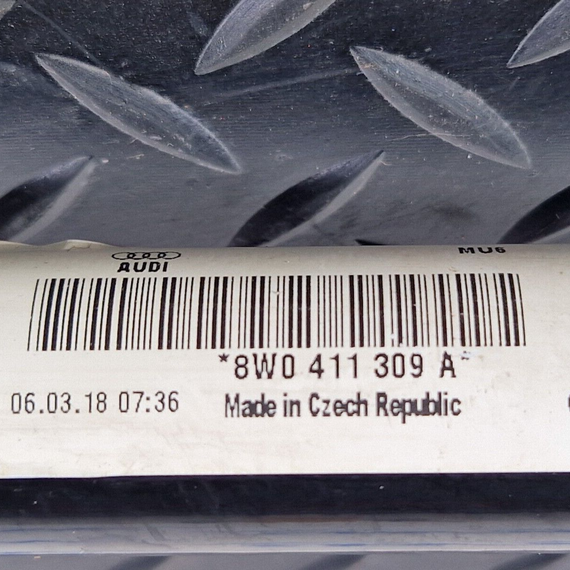 AUDI
MU6
*8W0 411 309 A*
06.03.18 07:36
Made in Czech Republic